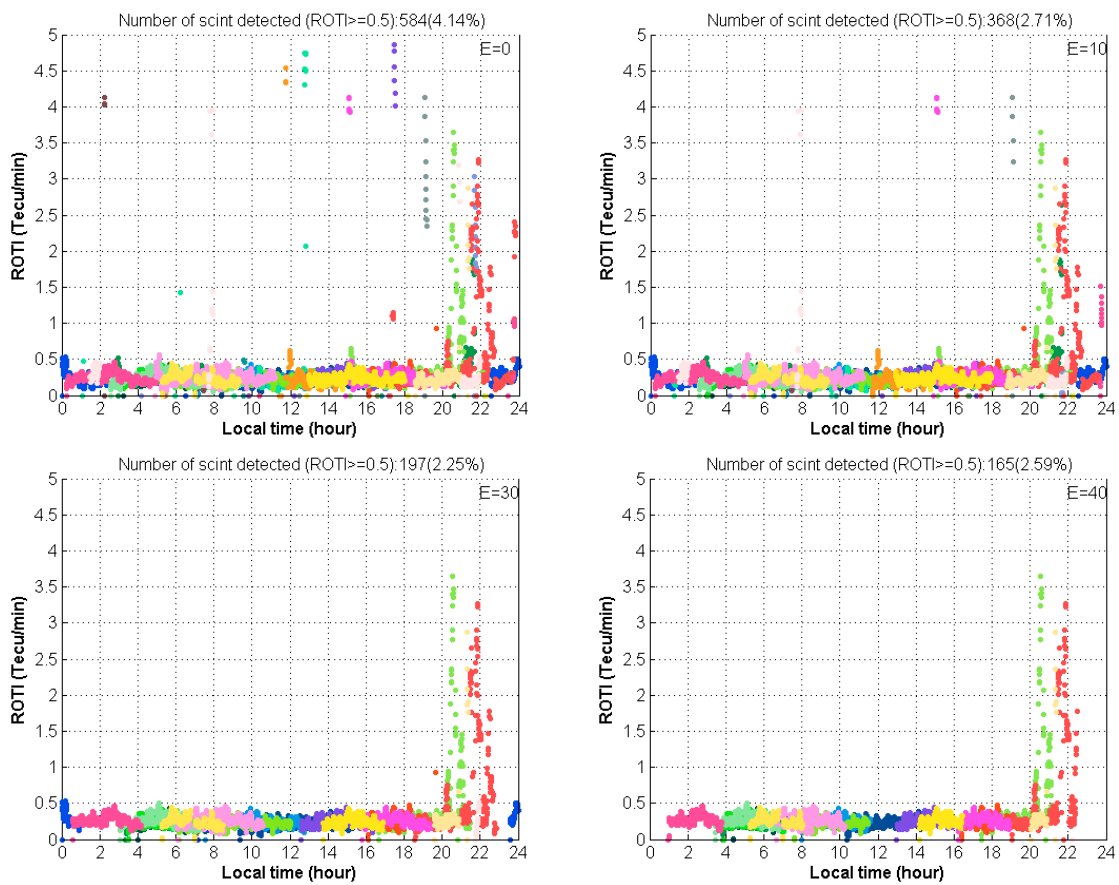 Number of scint detected (ROTI>=0.5):584(4.14%)
E=0
5
4.5
4
3.5
3
2.5
2
1.5
1
0.5
0
ROTI (Tecu/min)
0 2 4 6 8 10 12 14 16 18 20 22 24
Local time (hour)
Number of scint detected (ROTI>=0.5):368(2.71%)
E=10
5
4.5
4
3.5
3
2.5
2
1.5
1
0.5
0
ROTI (Tecu/min)
0 2 4 6 8 10 12 14 16 18 20 22 24
Local time (hour)
Number of scint detected (ROTI>=0.5):197(2.25%)
E=30
5
4.5
4
3.5
3
2.5
2
1.5
1
0.5
0
ROTI (Tecu/min)
0 2 4 6 8 10 12 14 16 18 20 22 24
Local time (hour)
Number of scint detected (ROTI>=0.5):165(2.59%)
E=40
5
4.5
4
3.5
3
2.5
2
1.5
1
0.5
0
ROTI (Tecu/min)
0 2 4 6 8 10 12 14 16 18 20 22 24
Local time (hour)